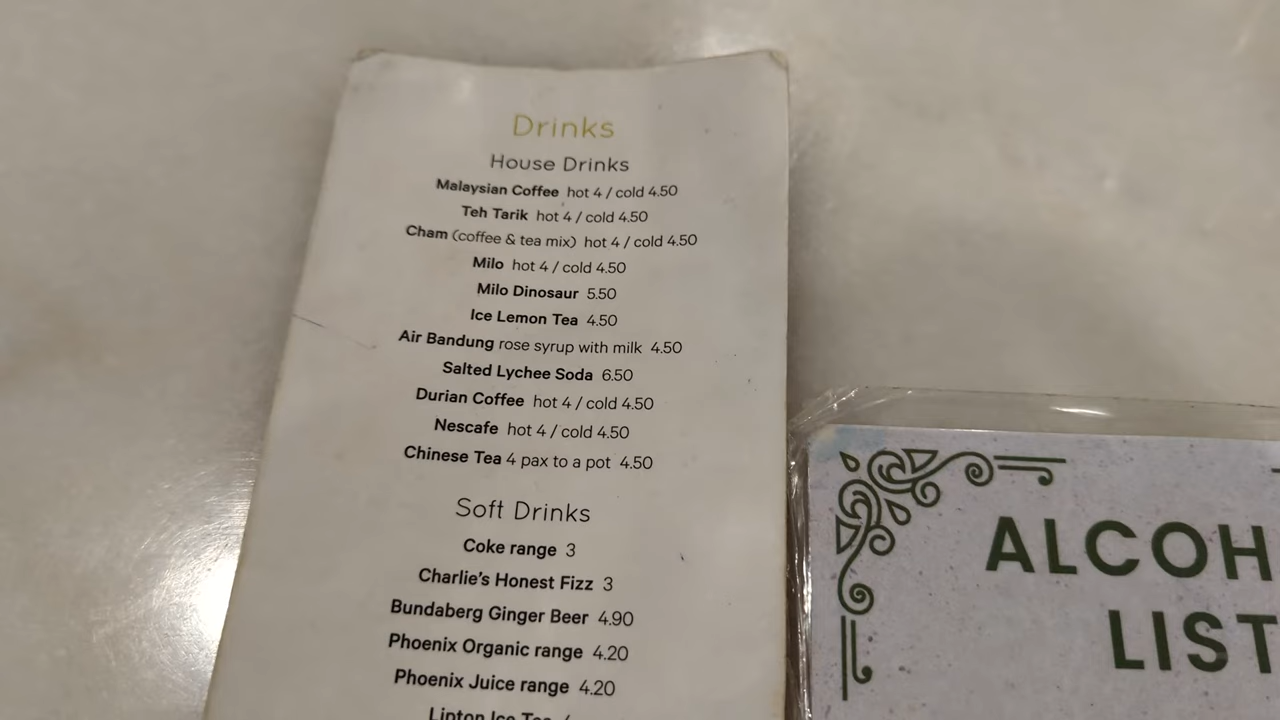 Drinks
House Drinks
Malaysian Coffee hot 4 / cold 4.50
Teh Tarik hot 4 / cold 4.50
Cham (coffee & tea mix) hot 4 / cold 4.50
Milo hot 4 / cold 4.50
Milo Dinosaur 5.50
Ice Lemon Tea 4.50
Air Bandung rose syrup with milk 4.50
Salted Lychee Soda 6.50
Durian Coffee hot 4 / cold 4.50
Nescafe hot 4 / cold 4.50
Chinese Tea 4 pax to a pot 4.50
Soft Drinks
Coke range 3
Charlie's Honest Fizz 3
Bundaberg Ginger Beer 4.90
Phoenix Organic range 4.20
Phoenix Juice range 4.20
Lipton Ice Tea
ALCOH
LIST